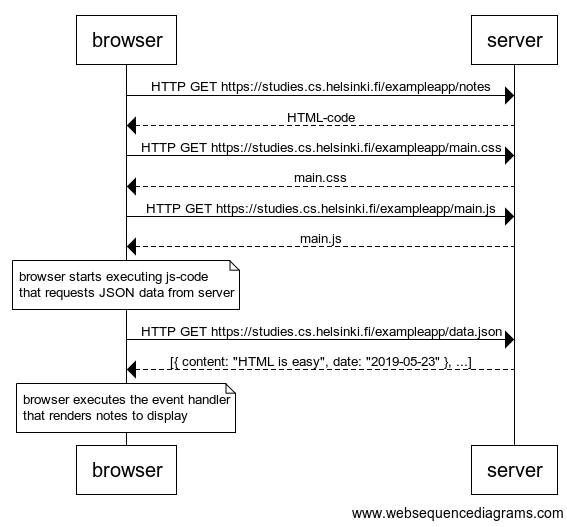 browser
server
HTTP GET https://studies.cs.helsinki.fi/exampleapp/notes
HTML-code
HTTP GET https://studies.cs.helsinki.fi/exampleapp/main.css
main.css
HTTP GET https://studies.cs.helsinki.fi/exampleapp/main.js
main.js
browser starts executing js-code
that requests JSON data from server
HTTP GET https://studies.cs.helsinki.fi/exampleapp/data.json
[{ content: "HTML is easy", date: "2019-05-23" }, ...]
browser executes the event handler
that renders notes to display
browser
server
www.websequencediagrams.com